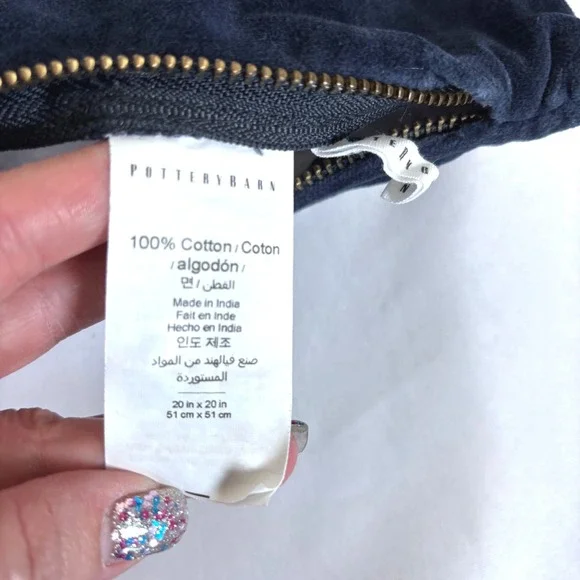 POTTERYBARN
100% Cotton / Coton
/ algodón /
면 / القطن
Made in India
Fait en Inde
Hecho en India
인도 제조
صنع فيالهند من المواد
المستوردة
20 in x 20 in
51 cm x 51 cm